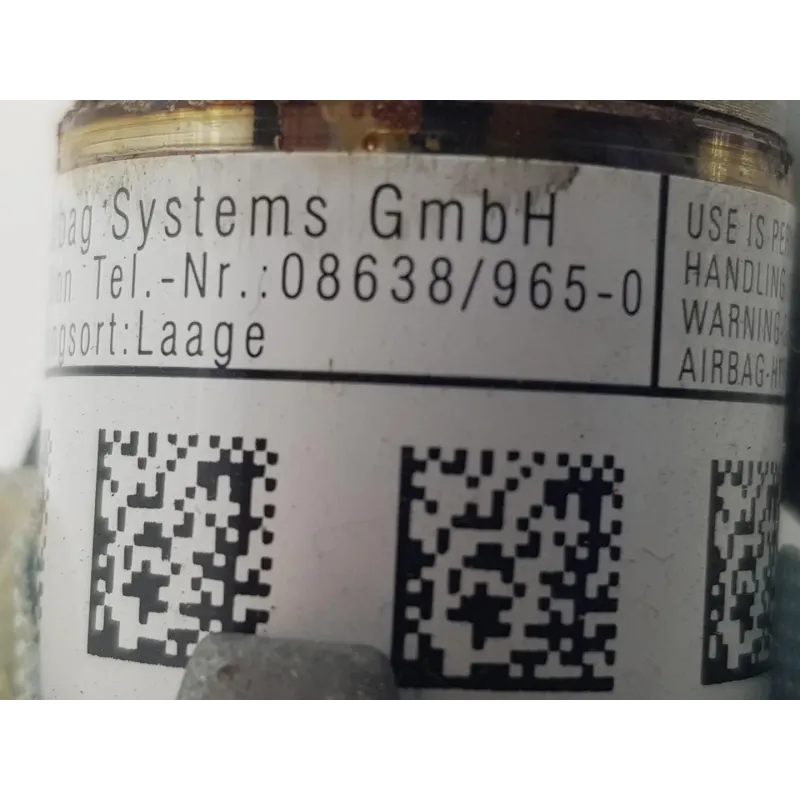 Systems GmbH
Tel.-Nr.:08638/965-0
Laage
USE IS
HANDLING
WARNING
AIRBAG